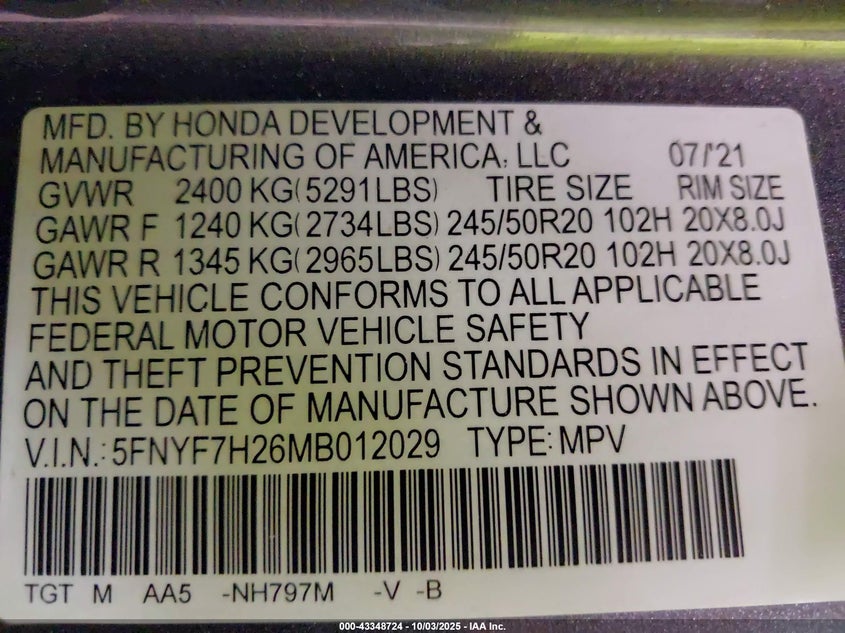 MFD. BY HONDA DEVELOPMENT &
MANUFACTURING OF AMERICA, LLC 07/'21
GVWR 2400 KG(5291LBS) TIRE SIZE RIM SIZE
GAWR F 1240 KG(2734LBS) 245/50R20 102H 20X8.0J
GAWR R 1345 KG(2965LBS) 245/50R20 102H 20X8.0J
THIS VEHICLE CONFORMS TO ALL APPLICABLE
FEDERAL MOTOR VEHICLE SAFETY
AND THEFT PREVENTION STANDARDS IN EFFECT
ON THE DATE OF MANUFACTURE SHOWN ABOVE.
V.I.N.: 5FNYF7H26MB012029 TYPE: MPV
TGT M AA5 -NH797M -V -B
000-43348724 - 10/03/2025 - IAA Inc.